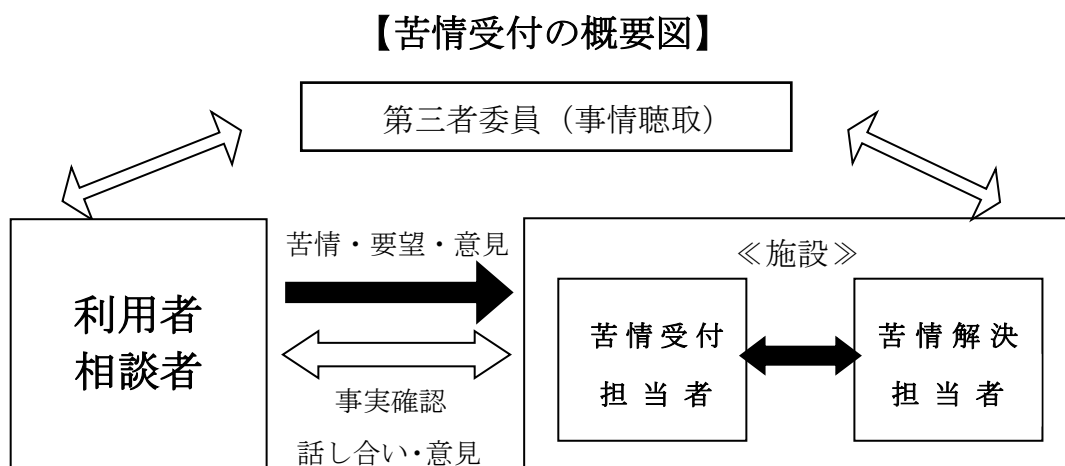 【苦情受付の概要図】
第三者委員（事情聴取）
利用者
相談者
苦情・要望・意見
事実確認
話し合い・意見
≪施設≫
苦情受付
担当者
苦情解決
担当者